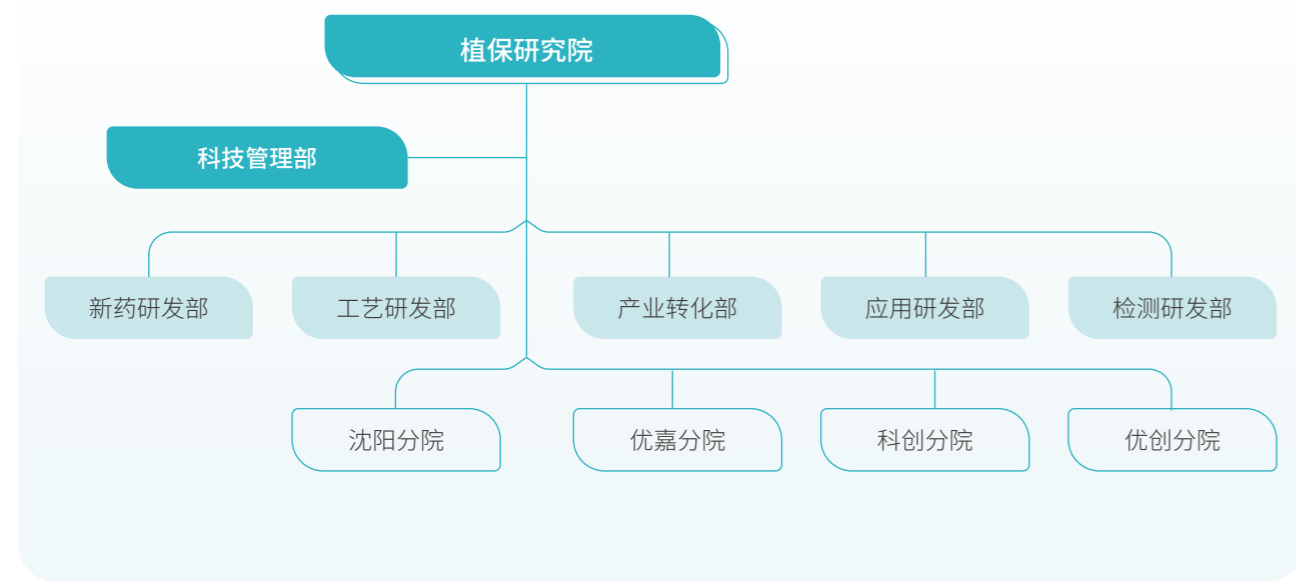 植保研究院
科技管理部
新药研发部
工艺研发部
产业转化部
应用研发部
检测研发部
沈阳分院
优嘉分院
科创分院
优创分院